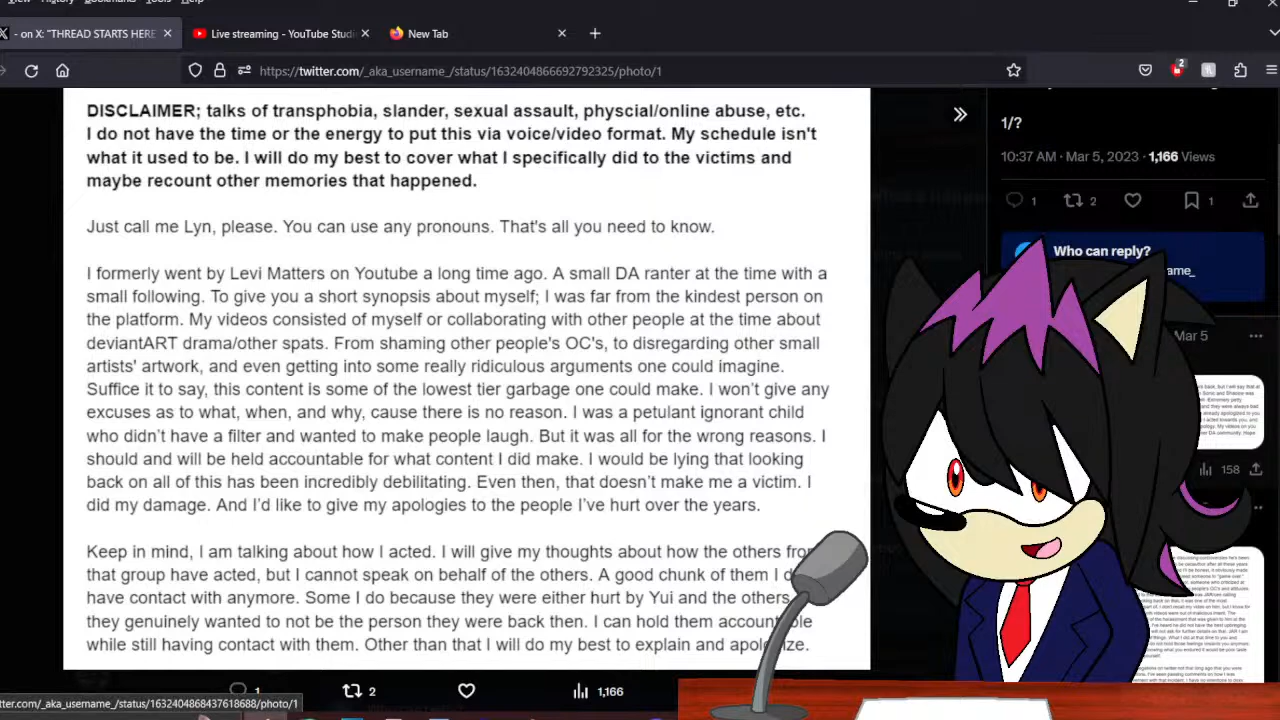 View History Bookmarks Tools Help
- on X: "THREAD STARTS HERE
Live streaming - YouTube Studi
New Tab
https://twitter.com/_aka_username_/status/1632404866692792325/photo/1
2
DISCLAIMER; talks of transphobia, slander, sexual assault, physcial/online abuse, etc.
I do not have the time or the energy to put this via voice/video format. My schedule isn't
what it used to be. I will do my best to cover what I specifically did to the victims and
maybe recount other memories that happened.
Just call me Lyn, please. You can use any pronouns. That's all you need to know.
I formerly went by Levi Matters on Youtube a long time ago. A small DA ranter at the time with a
small following. To give you a short synopsis about myself; I was far from the kindest person on
the platform. My videos consisted of myself or collaborating with other people at the time about
deviantART drama/other spats. From shaming other people's OC's, to disregarding other small
artists' artwork, and even getting into some really ridiculous arguments one could imagine.
Suffice it to say, this content is some of the lowest tier garbage one could make. I won't give any
excuses as to what, when, and why, cause there is no reason. I was a petulant ignorant child
who didn't have a filter and wanted to make people laugh. But it was all for the wrong reasons. I
should and will be held accountable for what content I did make. I would be lying that looking
back on all of this has been incredibly debilitating. Even then, that doesn't make me a victim. I
did my damage. And I'd like to give my apologies to the people I've hurt over the years.
Keep in mind, I am talking about how I acted. I will give my thoughts about how the others from
that group have acted, but I cannot speak on behalf of others. A good chunk of them I d
have contact with anymore. Some I do because they were either hurt by Yuki and the others
they genuinely wanted to not be the person they were back then. I can hold them accountable
while still having contact with them. Other than that I'll my bes to explain and apologize.
1
2
1,166
tter.com/_aka_username_/status/1632404868437618688/photo/1
1/?
10:37 AM · Mar 5, 2023 · 1,166 Views
1
2
1
Who can reply?
ame_
Mar 5
158